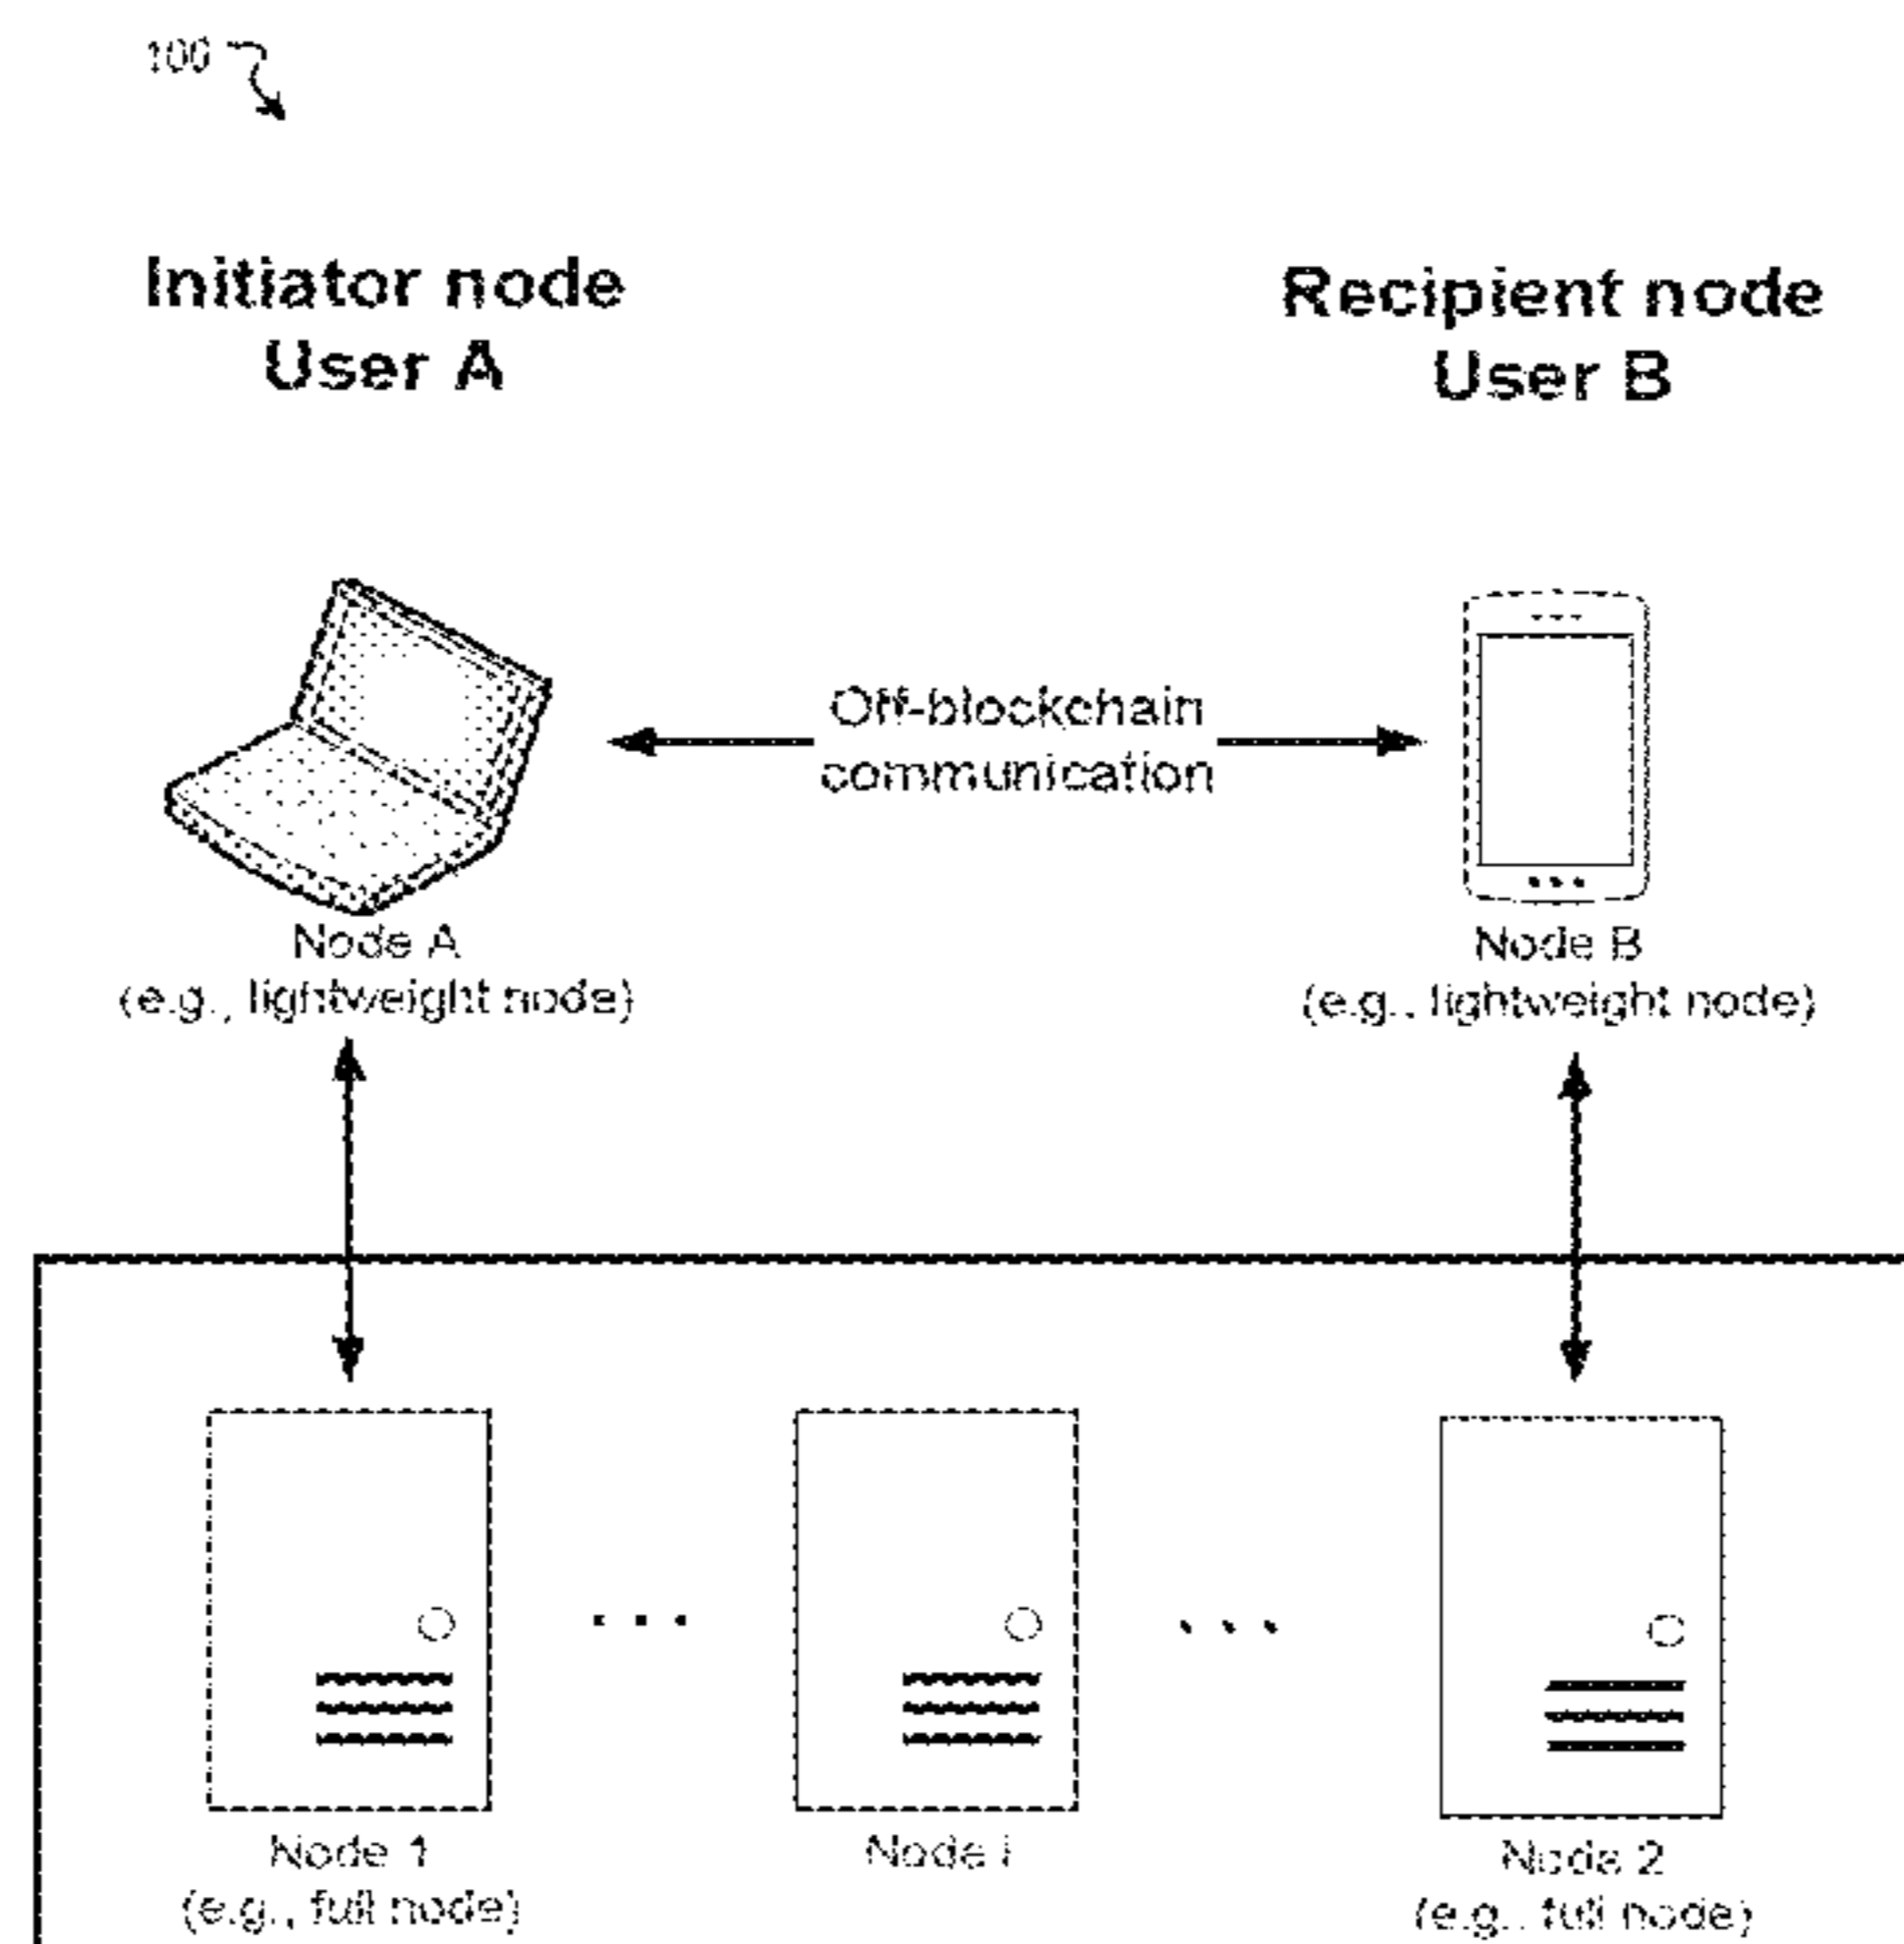 100
Initiator node
User A
Recipient node
User B
Off-blockchain
communication
Node A
(e.g., lightweight node)
Node B
(e.g., lightweight node)
Node 1
(e.g., full node)
Node i
Node 2
(e.g., full node)